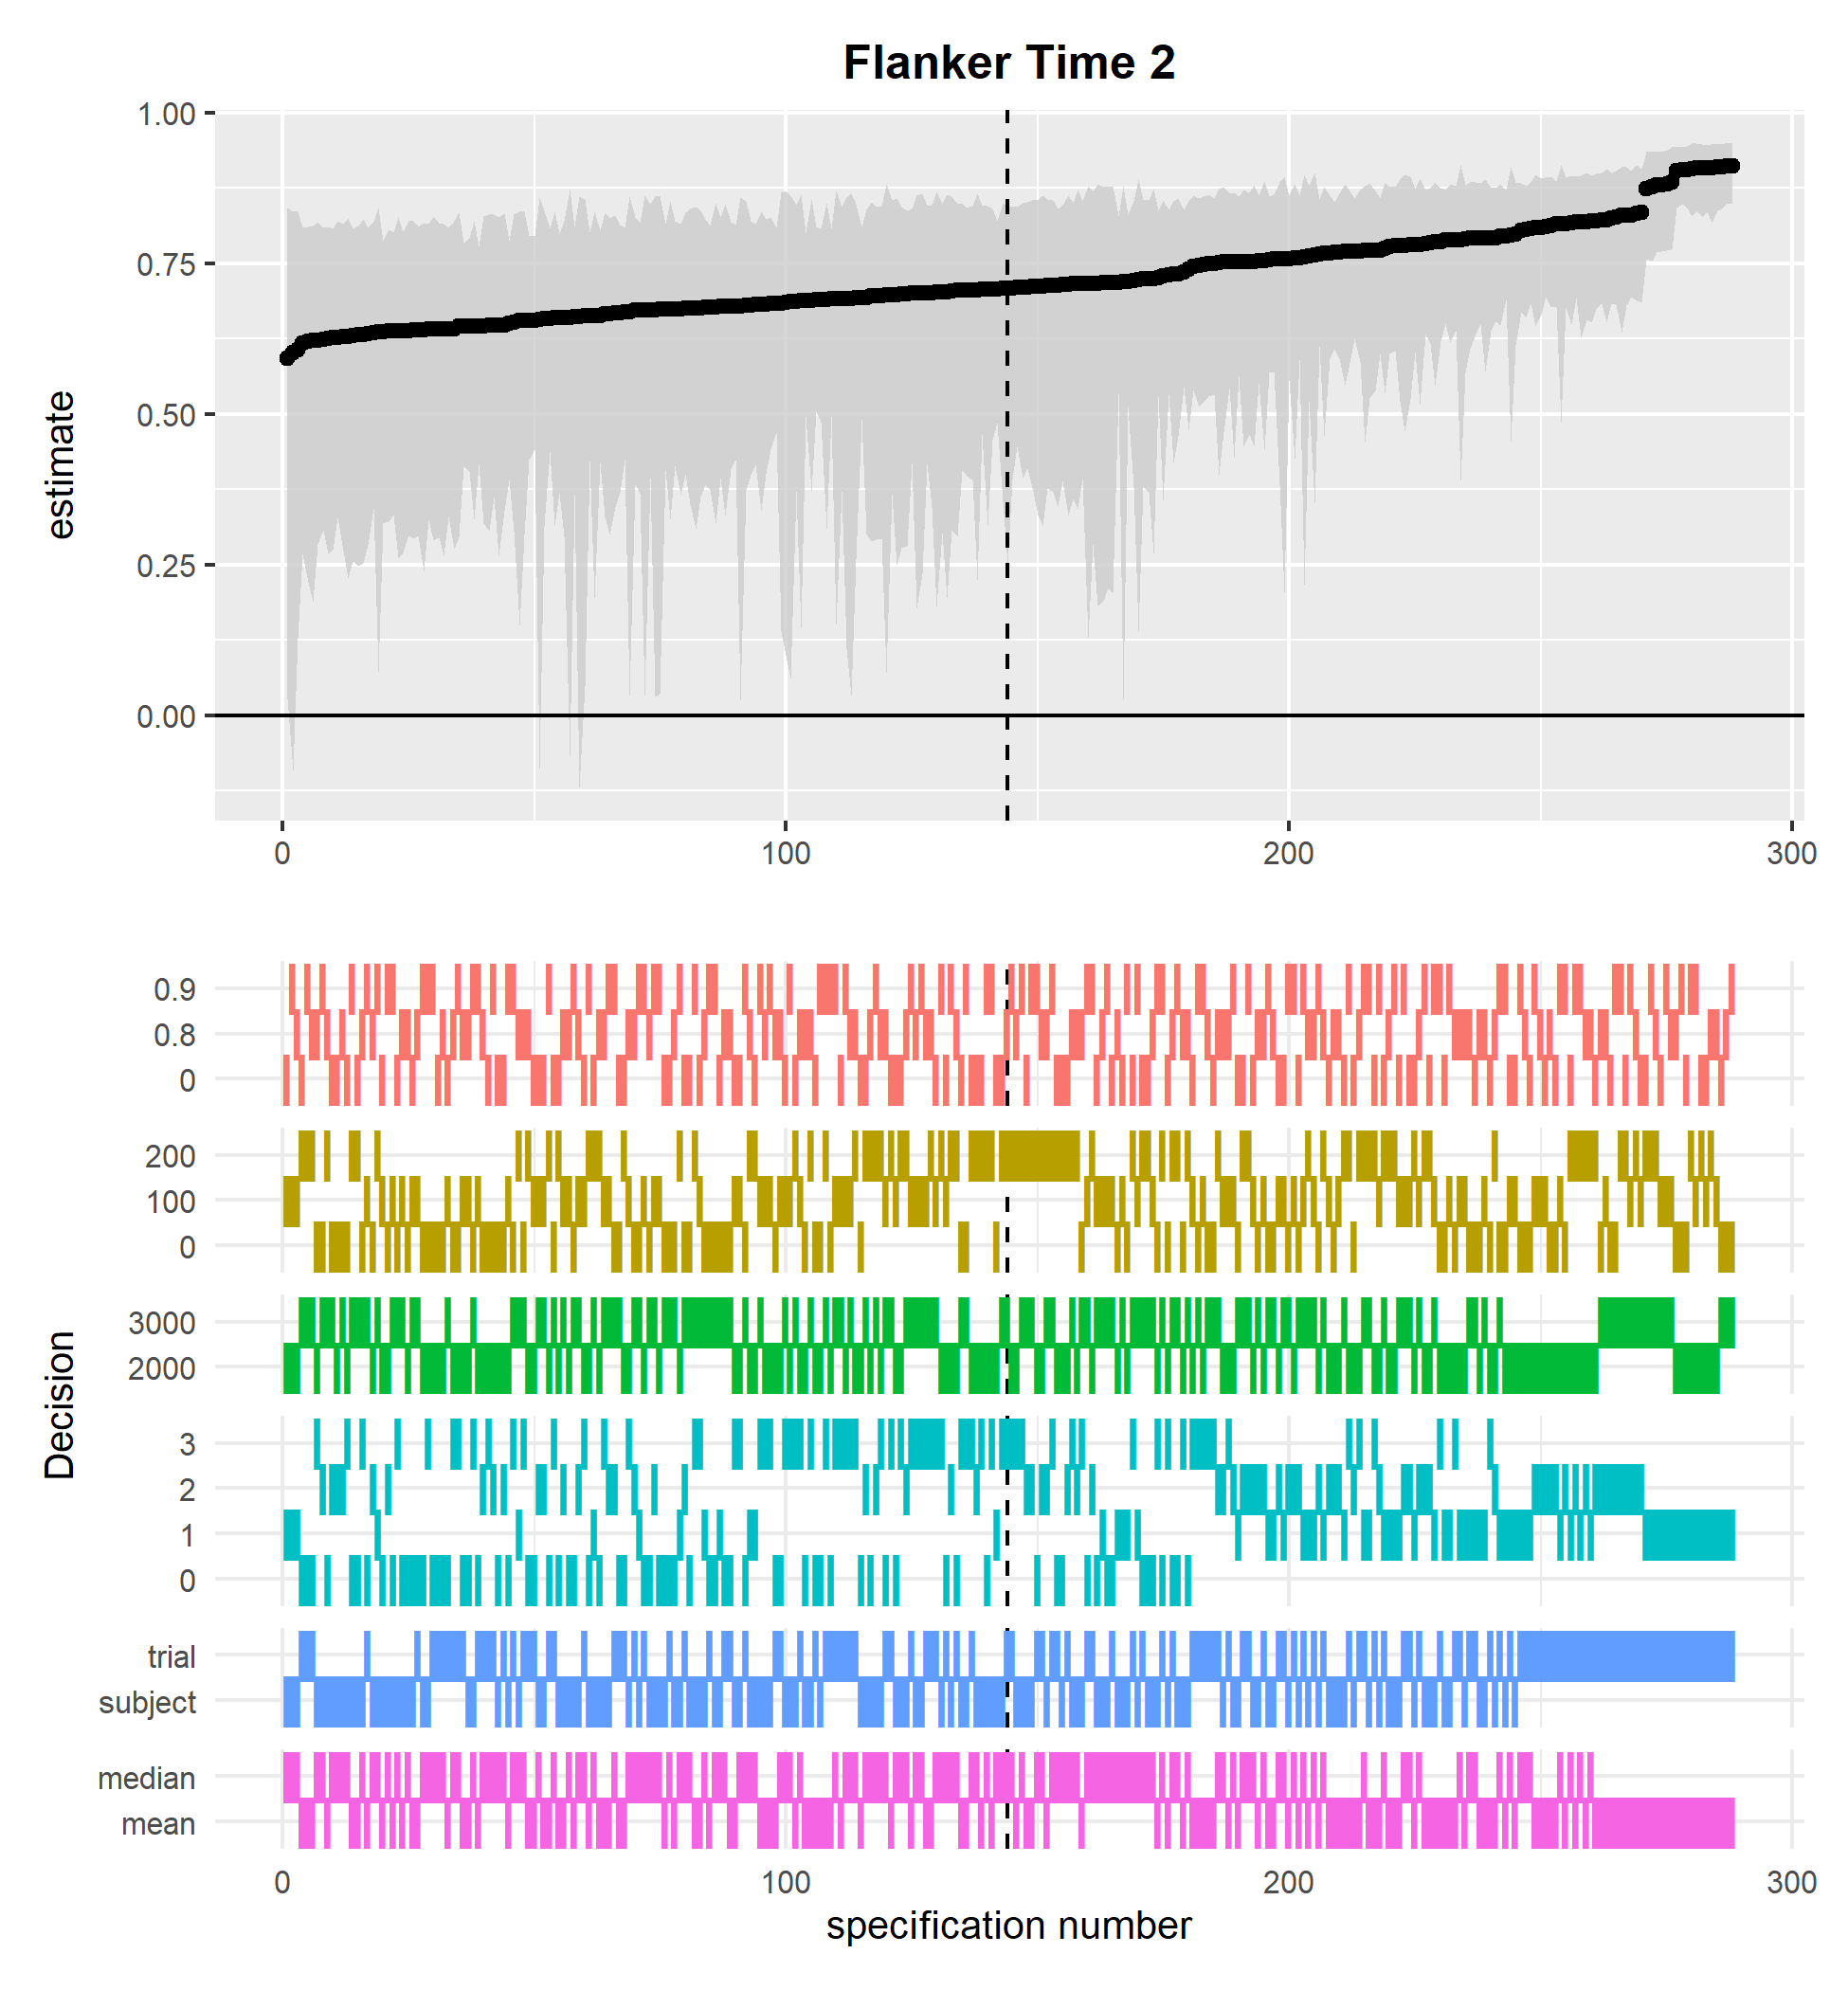 Flanker Time 2
1.00
0.75
0.50
0.25
0.00
estimate
0 100 200 300
0.9
0.8
0
200
100
0
3000
2000
3
2
1
0
trial
subject
median
mean
Decision
0 100 200 300
specification number